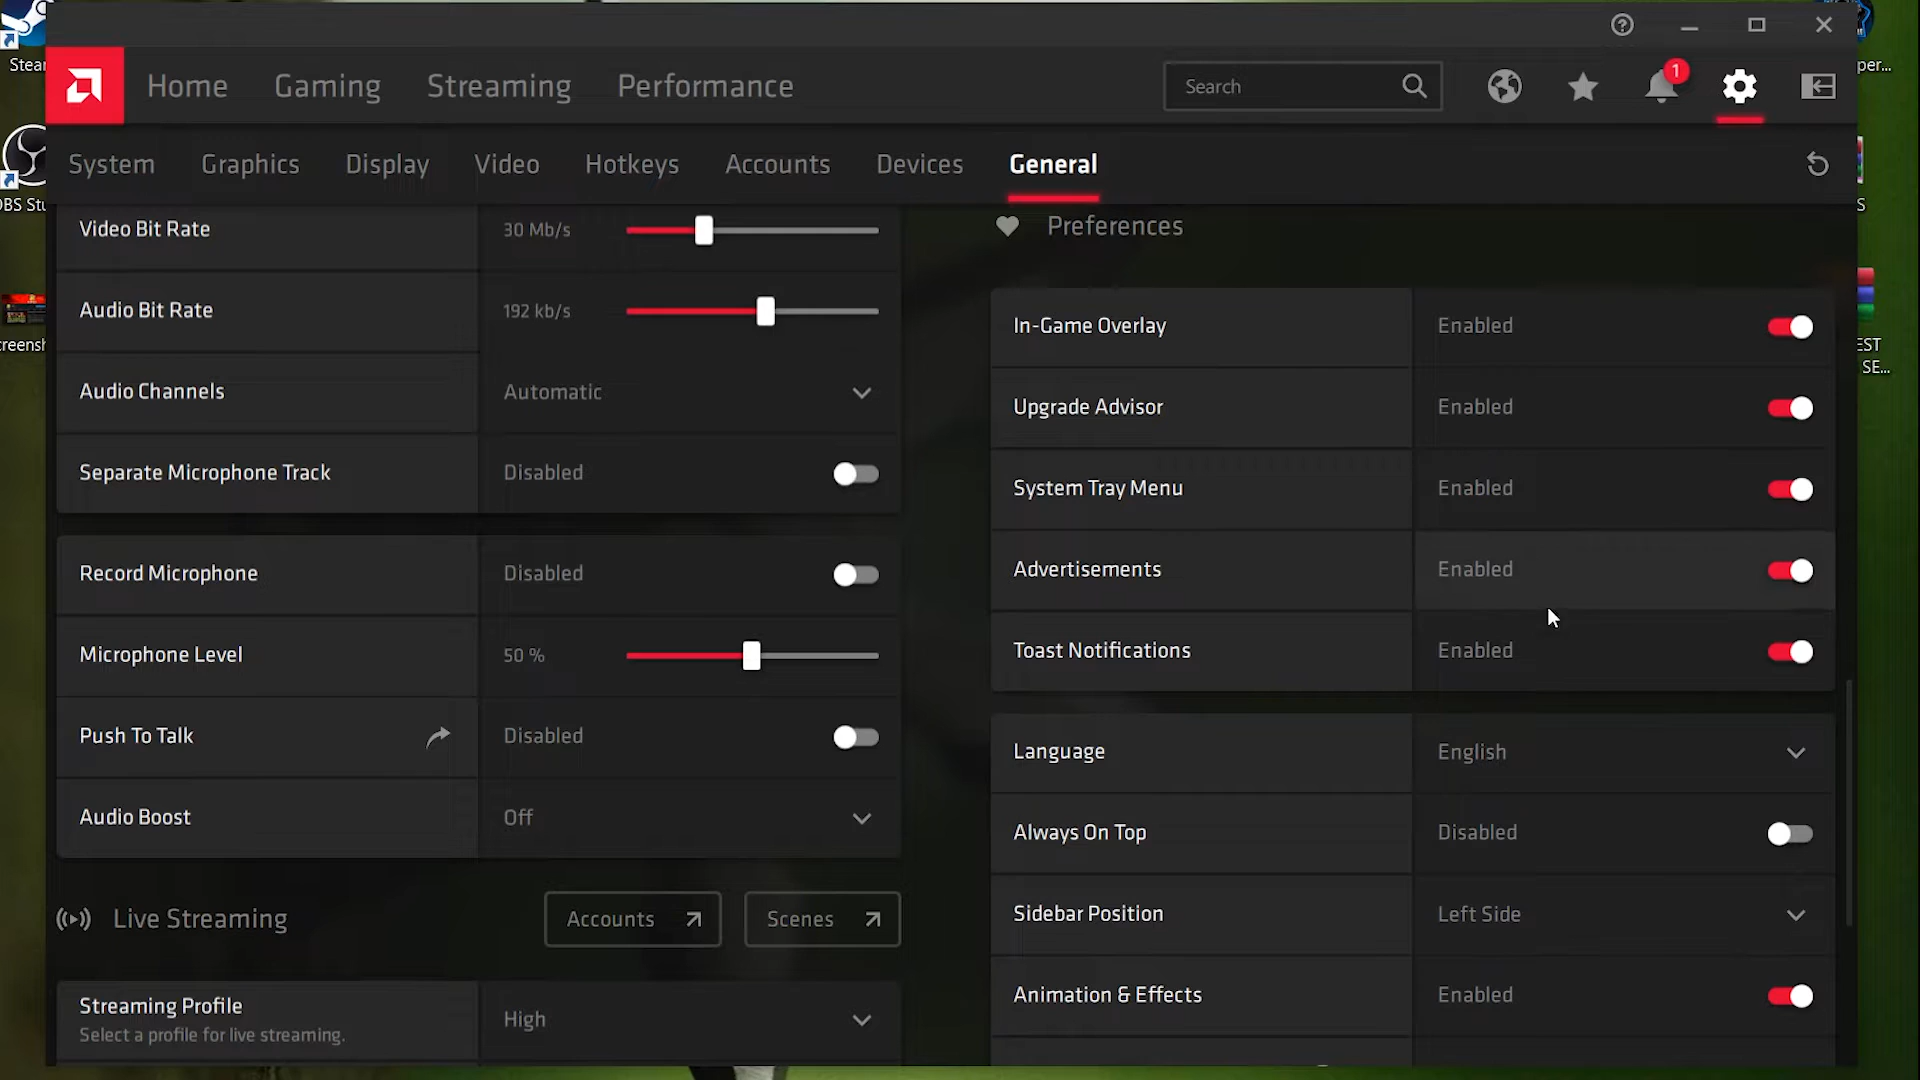 Home
Gaming
Streaming
Performance
Search
1
System
Graphics
Display
Video
Hotkeys
Accounts
Devices
General
Video Bit Rate
30 Mb/s
Audio Bit Rate
192 kb/s
Audio Channels
Automatic
Separate Microphone Track
Disabled
Record Microphone
Disabled
Microphone Level
50 %
Push To Talk
Disabled
Audio Boost
Off
Live Streaming
Accounts
Scenes
Streaming Profile
Select a profile for live streaming.
High
Preferences
In-Game Overlay
Enabled
Upgrade Advisor
Enabled
System Tray Menu
Enabled
Advertisements
Enabled
Toast Notifications
Enabled
Language
English
Always On Top
Disabled
Sidebar Position
Left Side
Animation & Effects
Enabled